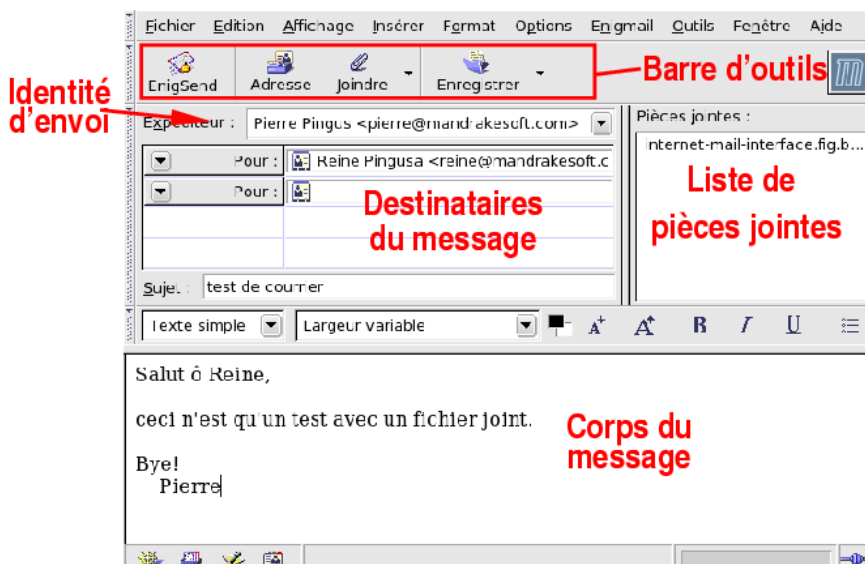 Fichier Edition Affichage Insérer Format Options Enigmail Outils Fenêtre Aide
EnigSend Adresse Joindre Enregistrer
Barre d'outils
Identité
d'envoi
Expéditeur : Pierre Pingus <pierre@mandrakesoft.com>
Pièces jointes :
Pour : Reine Pingusa <reine@mandrakesoft.c
internet-mail-interface.fig.b...
Pour :
Destinataires
du message
Liste de
pièces jointes
Sujet : test de courrier
Texte simple Largeur variable A A B I U
Salut ô Reine,
ceci n'est qu'un test avec un fichier joint.
Bye!
Pierre
Corps du
message